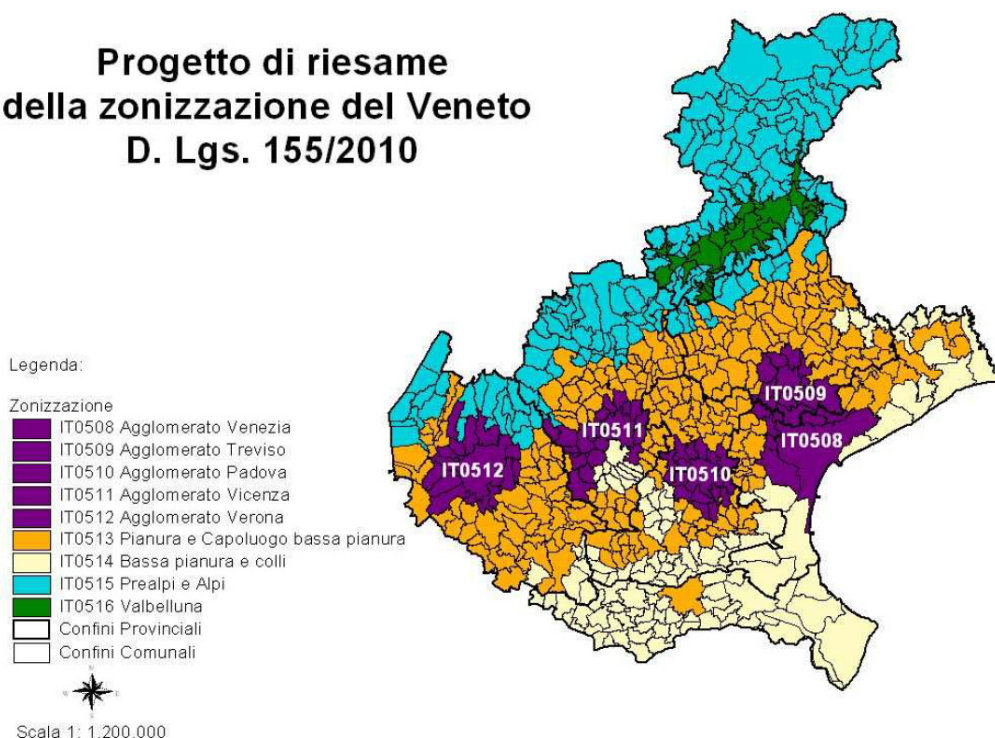 Progetto di riesame
della zonizzazione del Veneto
D. Lgs. 155/2010
Legenda:
Zonizzazione
IT0508 Agglomerato Venezia
IT0509 Agglomerato Treviso
IT0510 Agglomerato Padova
IT0511 Agglomerato Vicenza
IT0512 Agglomerato Verona
IT0513 Pianura e Capoluogo bassa pianura
IT0514 Bassa pianura e colli
IT0515 Prealpi e Alpi
IT0516 Valbelluna
Confini Provinciali
Confini Comunali
Scala 1: 1.200.000
IT0509
IT0511
IT0508
IT0512
IT0510